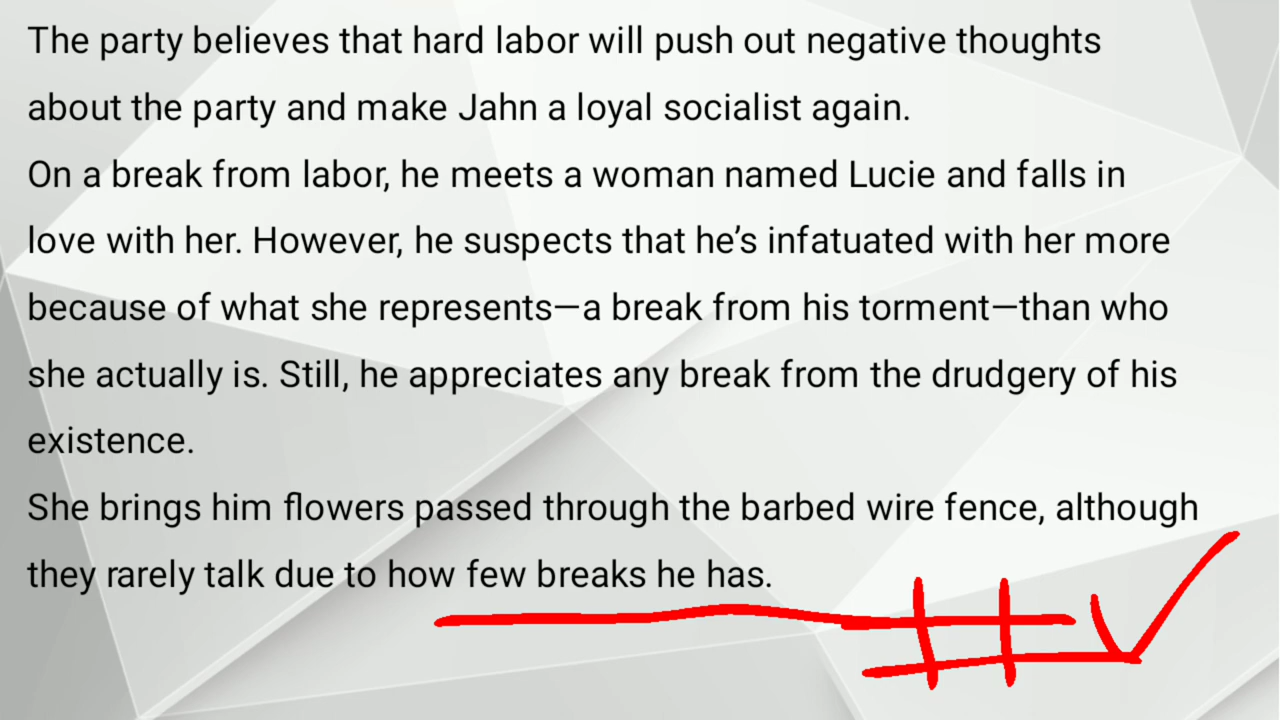 The party believes that hard labor will push out negative thoughts
about the party and make Jahn a loyal socialist again.
On a break from labor, he meets a woman named Lucie and falls in
love with her. However, he suspects that he’s infatuated with her more
because of what she represents—a break from his torment—than who
she actually is. Still, he appreciates any break from the drudgery of his
existence.
She brings him flowers passed through the barbed wire fence, although
they rarely talk due to how few breaks he has.